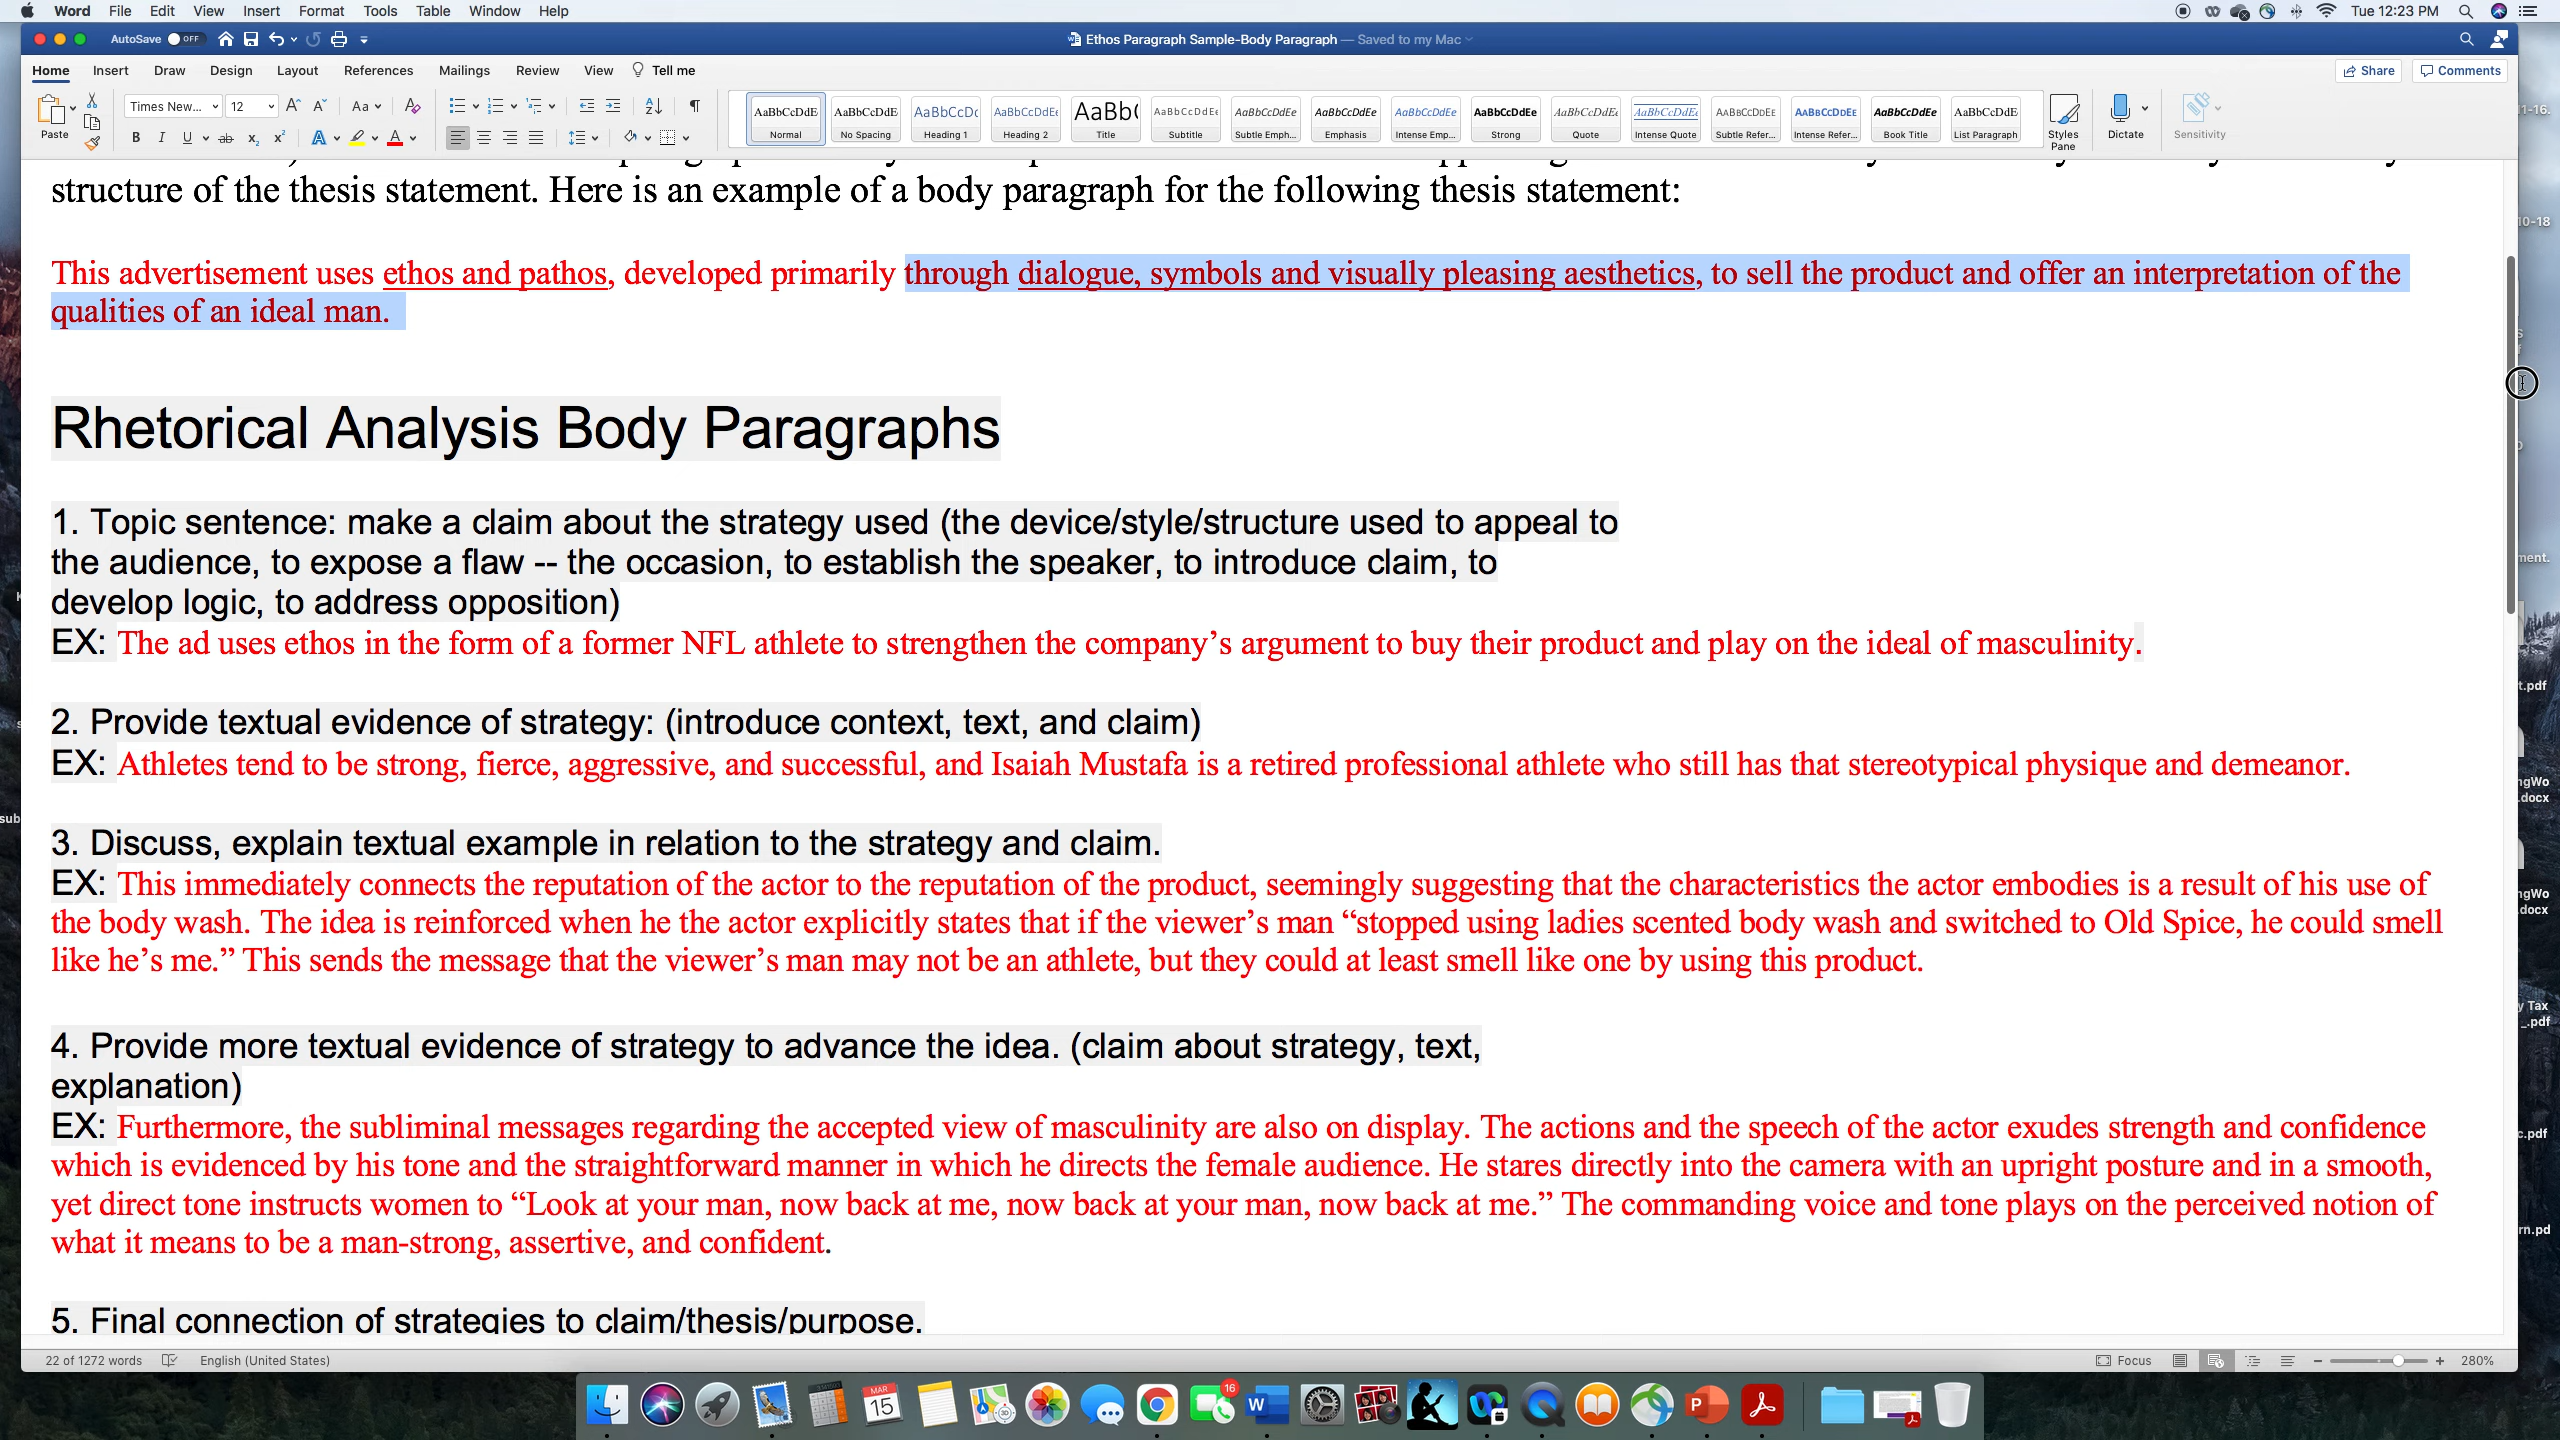 Word File Edit View Insert Format Tools Table Window Help Tue 12:23 PM
AutoSave OFF Ethos Paragraph Sample-Body Paragraph — Saved to my Mac
Home Insert Draw Design Layout References Mailings Review View Tell me Share Comments
Paste Times New... 12 Aa
AaBbCcDdE AaBbCcDdE AaBbCcDc AaBbCcDdEe AaBb( AaBbCcDdEe AaBbCcDdEe AaBbCcDdEe AaBbCcDdEe AaBbCcDdEe AaBbCcDdEe AaBbCcDdEe AaBbCcDdEe AaBbCcDdEe AaBbCcDdEe AaBbCcDdE
Normal No Spacing Heading 1 Heading 2 Title Subtitle Subtle Emph... Emphasis Intense Emp... Strong Quote Intense Quote Subtle Refer... Intense Refer... Book Title List Paragraph Styles Pane Dictate Sensitivity
structure of the thesis statement. Here is an example of a body paragraph for the following thesis statement:
This advertisement uses ethos and pathos, developed primarily through dialogue, symbols and visually pleasing aesthetics, to sell the product and offer an interpretation of the
qualities of an ideal man.
Rhetorical Analysis Body Paragraphs
1. Topic sentence: make a claim about the strategy used (the device/style/structure used to appeal to
the audience, to expose a flaw -- the occasion, to establish the speaker, to introduce claim, to
develop logic, to address opposition)
EX: The ad uses ethos in the form of a former NFL athlete to strengthen the company’s argument to buy their product and play on the ideal of masculinity.
2. Provide textual evidence of strategy: (introduce context, text, and claim)
EX: Athletes tend to be strong, fierce, aggressive, and successful, and Isaiah Mustafa is a retired professional athlete who still has that stereotypical physique and demeanor.
3. Discuss, explain textual example in relation to the strategy and claim.
EX: This immediately connects the reputation of the actor to the reputation of the product, seemingly suggesting that the characteristics the actor embodies is a result of his use of
the body wash. The idea is reinforced when he the actor explicitly states that if the viewer’s man “stopped using ladies scented body wash and switched to Old Spice, he could smell
like he’s me.” This sends the message that the viewer’s man may not be an athlete, but they could at least smell like one by using this product.
4. Provide more textual evidence of strategy to advance the idea. (claim about strategy, text,
explanation)
EX: Furthermore, the subliminal messages regarding the accepted view of masculinity are also on display. The actions and the speech of the actor exudes strength and confidence
which is evidenced by his tone and the straightforward manner in which he directs the female audience. He stares directly into the camera with an upright posture and in a smooth,
yet direct tone instructs women to “Look at your man, now back at me, now back at your man, now back at me.” The commanding voice and tone plays on the perceived notion of
what it means to be a man-strong, assertive, and confident.
5. Final connection of strategies to claim/thesis/purpose.
22 of 1272 words English (United States) Focus 280%
MAR 15 16